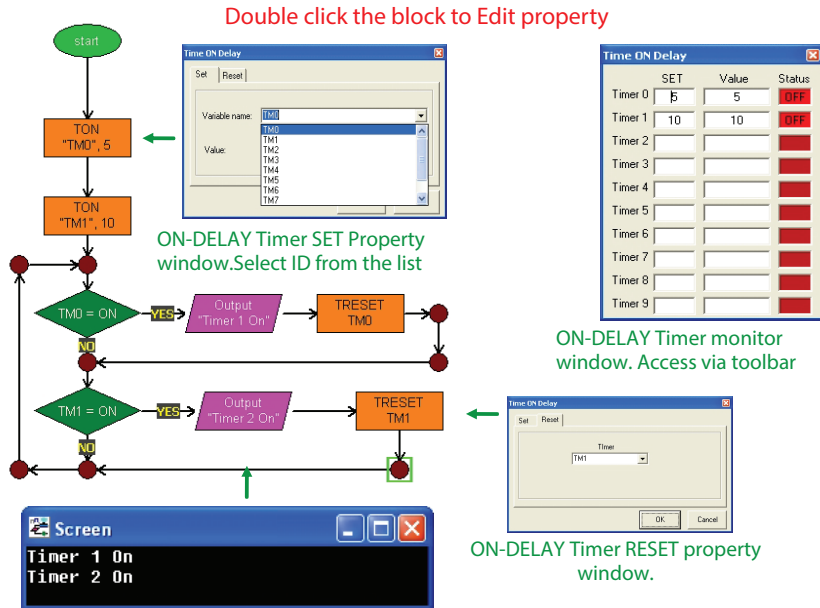 Double click the block to Edit property
start
TON
"TM0", 5
TON
"TM1", 10
TM0 = ON
YES
Output
"Timer 1 On"
TRESET
TM0
NO
TM1 = ON
YES
Output
"Timer 2 On"
TRESET
TM1
NO
Time ON Delay
Set
Reset
Variable name:
TM0
TM0
TM1
TM2
TM3
TM4
TM5
TM6
TM7
Value:
ON-DELAY Timer SET Property
window.Select ID from the list
Time ON Delay
SET Value Status
Timer 0 5 5 OFF
Timer 1 10 10 OFF
Timer 2
Timer 3
Timer 4
Timer 5
Timer 6
Timer 7
Timer 8
Timer 9
ON-DELAY Timer monitor
window. Access via toolbar
Time ON Delay
Set
Reset
Timer
TM1
OK
Cancel
ON-DELAY Timer RESET property
window.
Screen
Timer 1 On
Timer 2 On